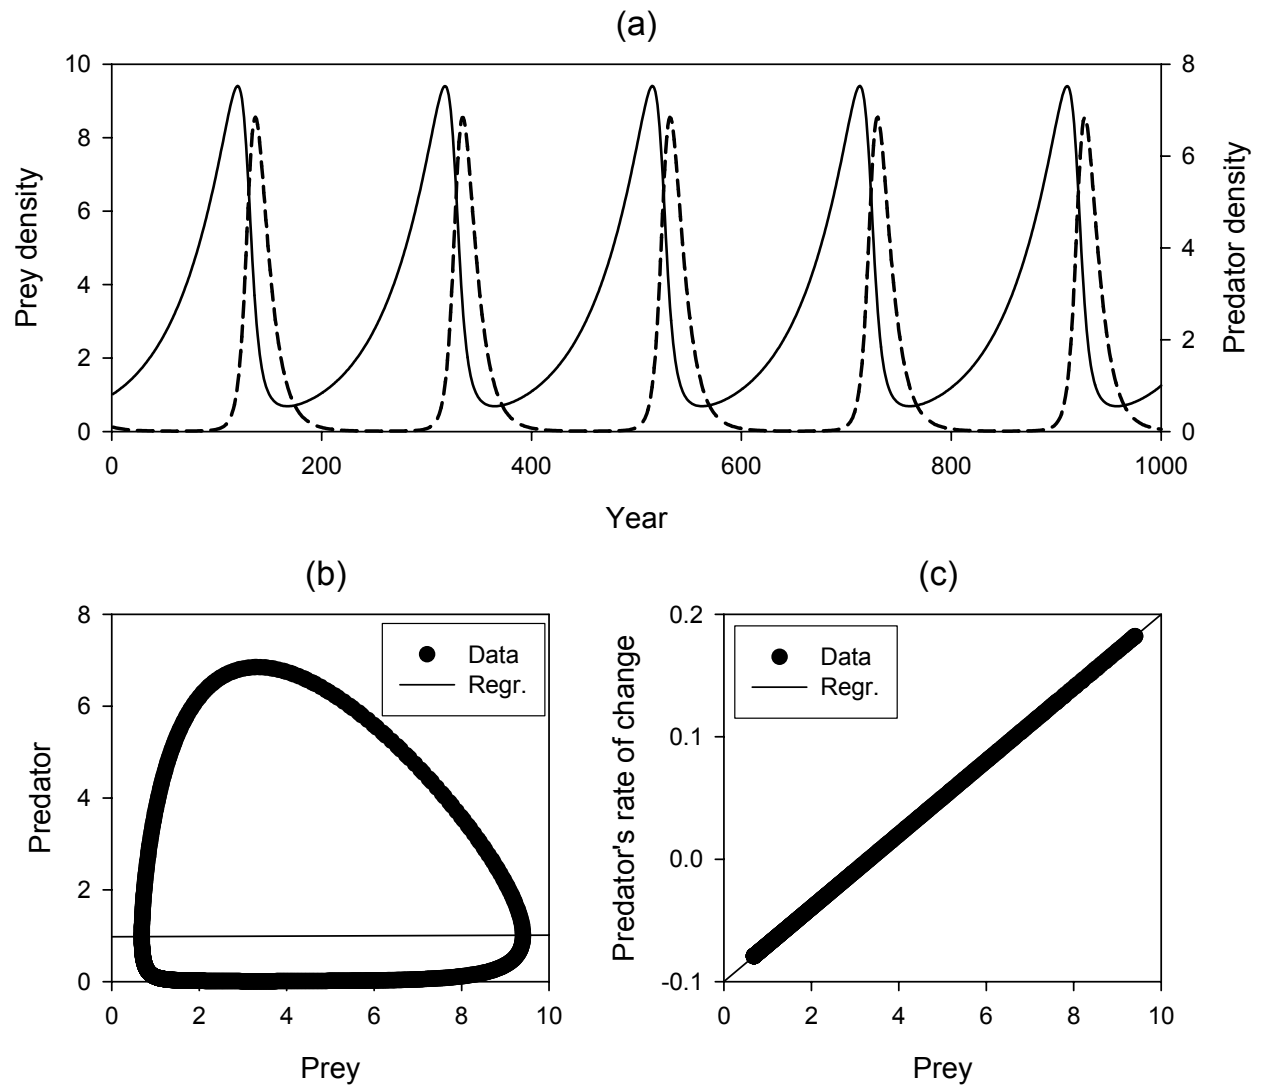 (a)
10
8
6
4
2
0
Prey density
8
6
4
2
0
Predator density
0 200 400 600 800 1000
Year
(b)
8
6
4
2
0
Predator
Data
Regr.
0 2 4 6 8 10
Prey
(c)
0.2
0.1
0.0
-0.1
Predator's rate of change
Data
Regr.
0 2 4 6 8 10
Prey